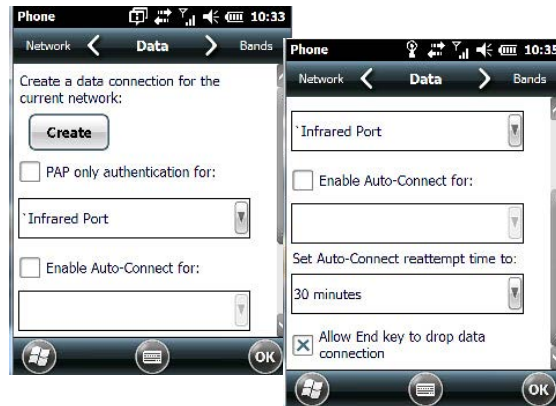 Phone 10:33
Network Data Bands
Create a data connection for the
current network:
Create
PAP only authentication for:
`Infrared Port
Enable Auto-Connect for:
OK
Phone 10:35
Network Data Bands
`Infrared Port
Enable Auto-Connect for:
Set Auto-Connect reattempt time to:
30 minutes
Allow End key to drop data
connection
OK